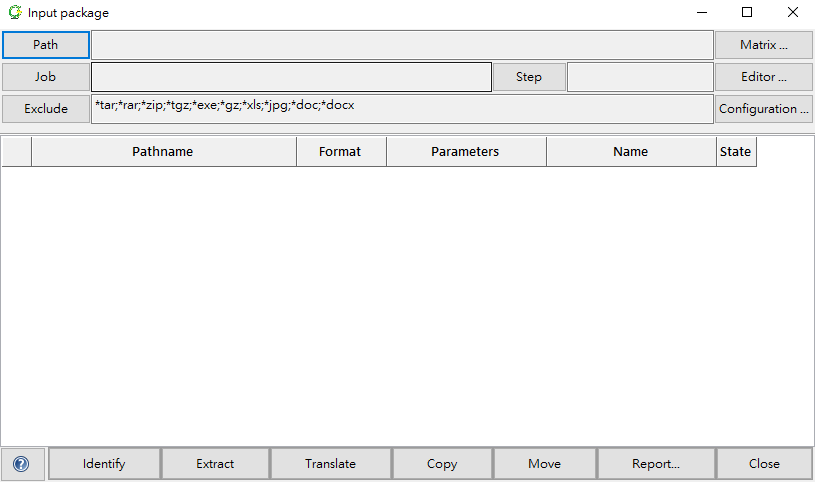 Input package
Path
Matrix ...
Job
Step
Editor ...
Exclude
*tar;*rar;*zip;*tgz;*exe;*gz;*xls;*jpg;*doc;*docx
Configuration ...
Pathname Format Parameters Name State
? Identify Extract Translate Copy Move Report... Close